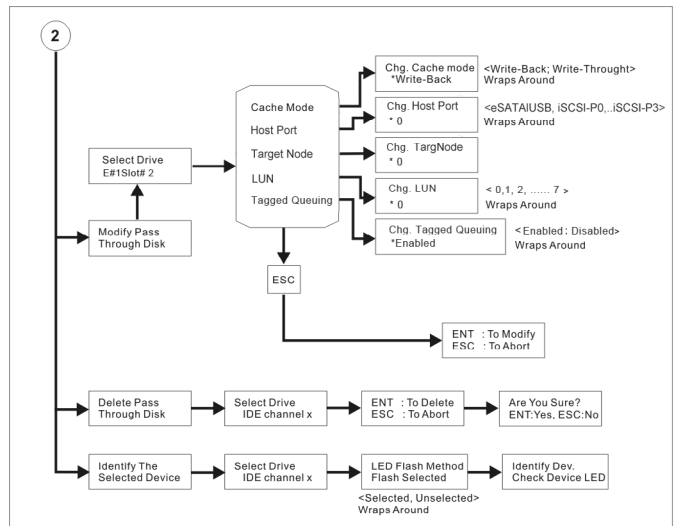 2
Chg. Cache mode
*Write-Back
<Write-Back; Write-Throught>
Wraps Around
Cache Mode
Host Port
Target Node
LUN
Tagged Queuing
Chg. Host Port
* 0
<eSATAIUSB, iSCSI-P0,..iSCSI-P3>
Wraps Around
Select Drive
E#1Slot# 2
Chg. TargNode
* 0
Chg. LUN
* 0
< 0,1, 2, ...... 7 >
Wraps Around
Modify Pass
Through Disk
Chg. Tagged Queuing
*Enabled
<Enabled; Disabled>
Wraps Around
ESC
ENT : To Modify
ESC : To Abort
Delete Pass
Through Disk
Select Drive
IDE channel x
ENT : To Delete
ESC : To Abort
Are You Sure?
ENT:Yes, ESC:No
Identify The
Selected Device
Select Drive
IDE channel x
LED Flash Method
Flash Selected
<Selected, Unselected>
Wraps Around
Identify Dev.
Check Device LED